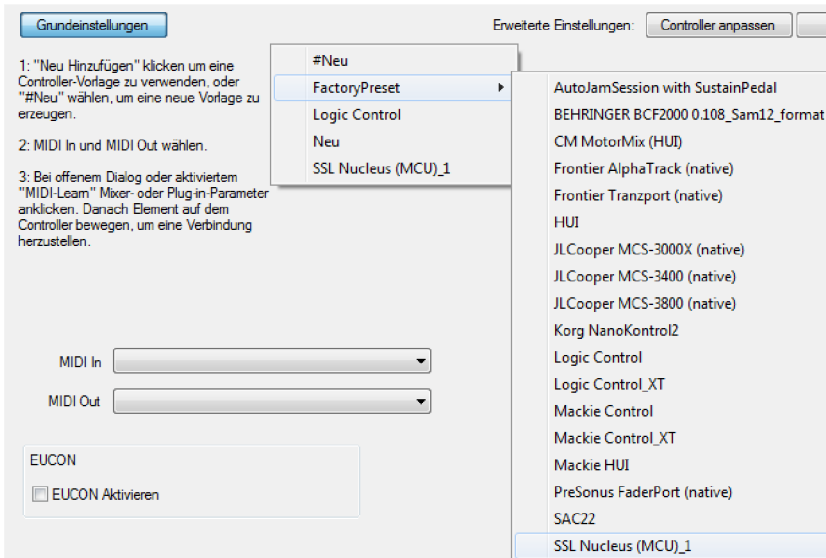 Grundeinstellungen
Erweiterte Einstellungen:
Controller anpassen
1: "Neu Hinzufügen" klicken um eine
Controller-Vorlage zu verwenden, oder
"#Neu" wählen, um eine neue Vorlage zu
erzeugen.
2: MIDI In und MIDI Out wählen.
3: Bei offenem Dialog oder aktiviertem
"MIDI-Learn" Mixer- oder Plug-in-Parameter
anklicken. Danach Element auf dem
Controller bewegen, um eine Verbindung
herzustellen.
#Neu
FactoryPreset
Logic Control
Neu
SSL Nucleus (MCU)_1
AutoJamSession with SustainPedal
BEHRINGER BCF2000 0.108_Sam12_format
CM MotorMix (HUI)
Frontier AlphaTrack (native)
Frontier Tranzport (native)
HUI
JLCooper MCS-3000X (native)
JLCooper MCS-3400 (native)
JLCooper MCS-3800 (native)
Korg NanoKontrol2
Logic Control
Logic Control_XT
Mackie Control
Mackie Control_XT
Mackie HUI
PreSonus FaderPort (native)
SAC22
SSL Nucleus (MCU)_1
MIDI In
MIDI Out
EUCON
EUCON Aktivieren